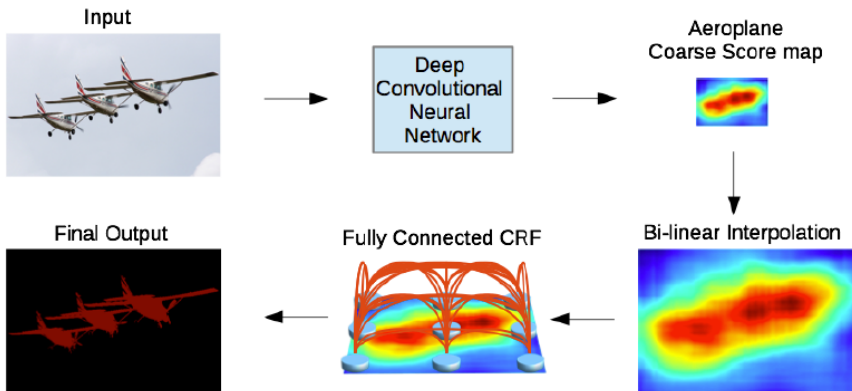 Input
Deep
Convolutional
Neural
Network
Aeroplane
Coarse Score map
Bi-linear Interpolation
Fully Connected CRF
Final Output